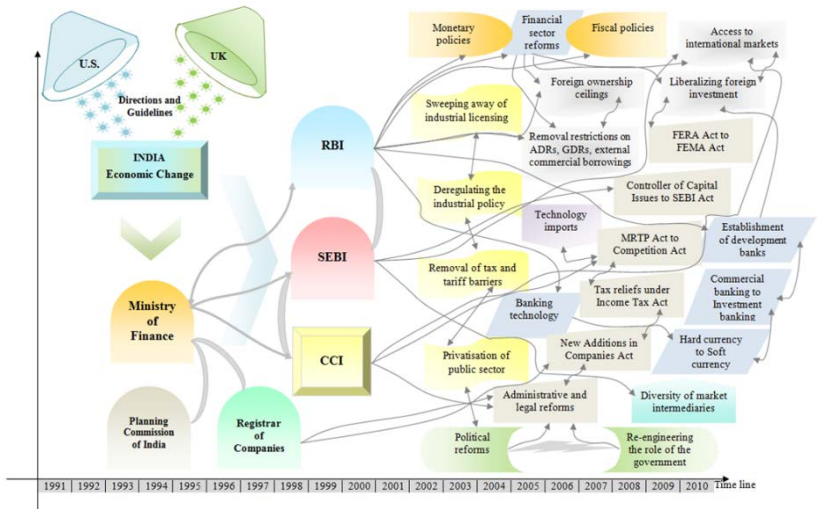 U.S.
UK
Directions and
Guidelines
INDIA
Economic Change
Ministry
of
Finance
Planning
Commission
of India
Registrar
of
Companies
RBI
SEBI
CCI
Monetary
policies
Financial
sector
reforms
Fiscal policies
Access to
international markets
Sweeping away of
industrial licensing
Foreign ownership
ceilings
Liberalizing foreign
investment
Removal restrictions on
ADRs, GDRs, external
commercial borrowings
FERA Act to
FEMA Act
Deregulating the
industrial policy
Controller of Capital
Issues to SEBI Act
Technology
imports
MRTP Act to
Competition Act
Establishment
of development
banks
Removal of tax and
tariff barriers
Banking
technology
Tax reliefs under
Income Tax Act
Commercial
banking to
Investment
banking
Privatisation of
public sector
New Additions in
Companies Act
Hard currency
to Soft
currency
Administrative and
legal reforms
Diversity of market
intermediaries
Political
reforms
Re-engineering
the role of the
government
1991 1992 1993 1994 1995 1996 1997 1998 1999 2000 2001 2002 2003 2004 2005 2006 2007 2008 2009 2010 Time line